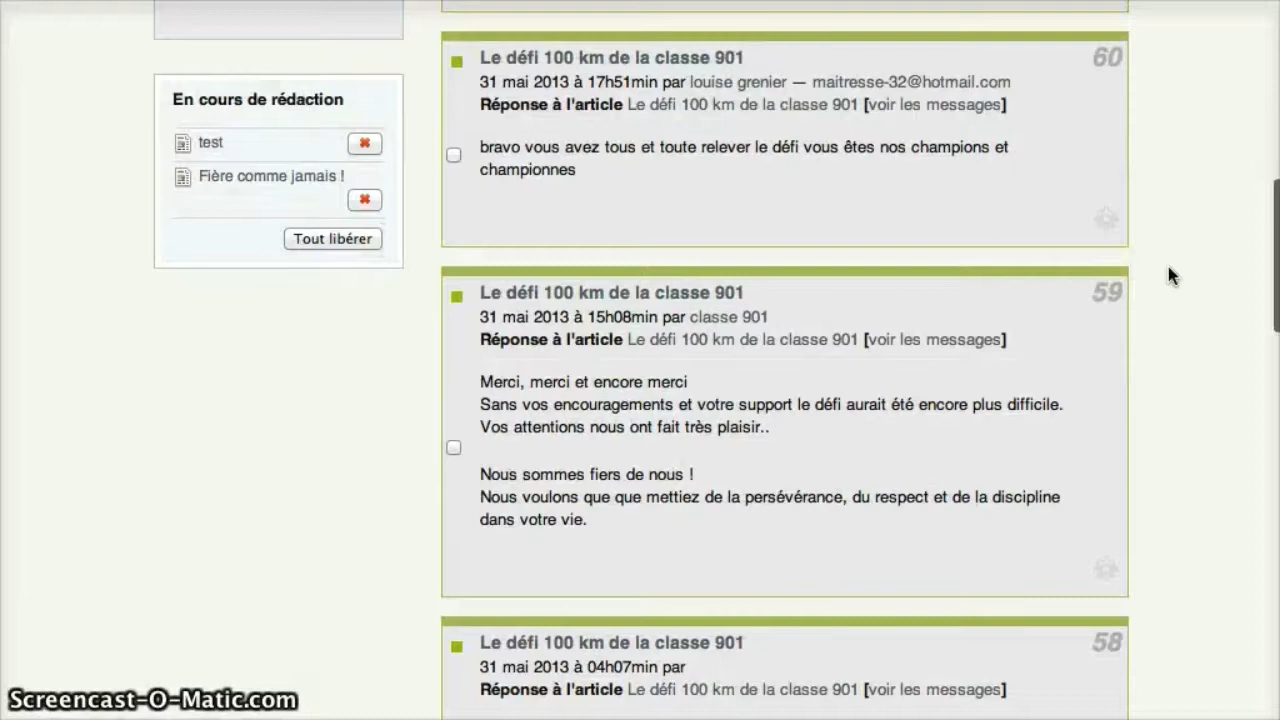 En cours de rédaction
test
Fière comme jamais !
Tout libérer
Le défi 100 km de la classe 901
60
31 mai 2013 à 17h51min par louise grenier — maitresse-32@hotmail.com
Réponse à l'article Le défi 100 km de la classe 901 [voir les messages]
bravo vous avez tous et toute relever le défi vous êtes nos champions et
championnes
Le défi 100 km de la classe 901
59
31 mai 2013 à 15h08min par classe 901
Réponse à l'article Le défi 100 km de la classe 901 [voir les messages]
Merci, merci et encore merci
Sans vos encouragements et votre support le défi aurait été encore plus difficile.
Vos attentions nous ont fait très plaisir..
Nous sommes fiers de nous !
Nous voulons que que mettiez de la persévérance, du respect et de la discipline
dans votre vie.
Le défi 100 km de la classe 901
58
31 mai 2013 à 04h07min par
Réponse à l'article Le défi 100 km de la classe 901 [voir les messages]
Screencast-O-Matic.com